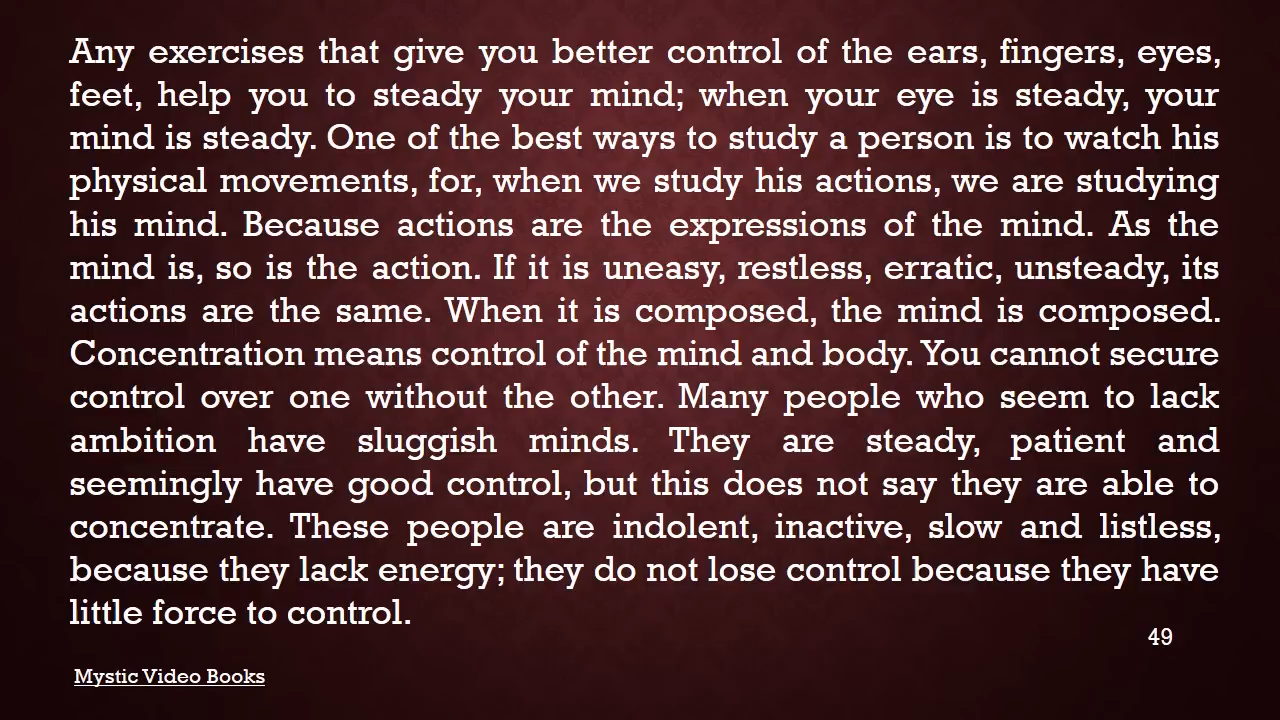 Any exercises that give you better control of the ears, fingers, eyes,
feet, help you to steady your mind; when your eye is steady, your
mind is steady. One of the best ways to study a person is to watch his
physical movements, for, when we study his actions, we are studying
his mind. Because actions are the expressions of the mind. As the
mind is, so is the action. If it is uneasy, restless, erratic, unsteady, its
actions are the same. When it is composed, the mind is composed.
Concentration means control of the mind and body. You cannot secure
control over one without the other. Many people who seem to lack
ambition have sluggish minds. They are steady, patient and
seemingly have good control, but this does not say they are able to
concentrate. These people are indolent, inactive, slow and listless,
because they lack energy; they do not lose control because they have
little force to control.
49
Mystic Video Books